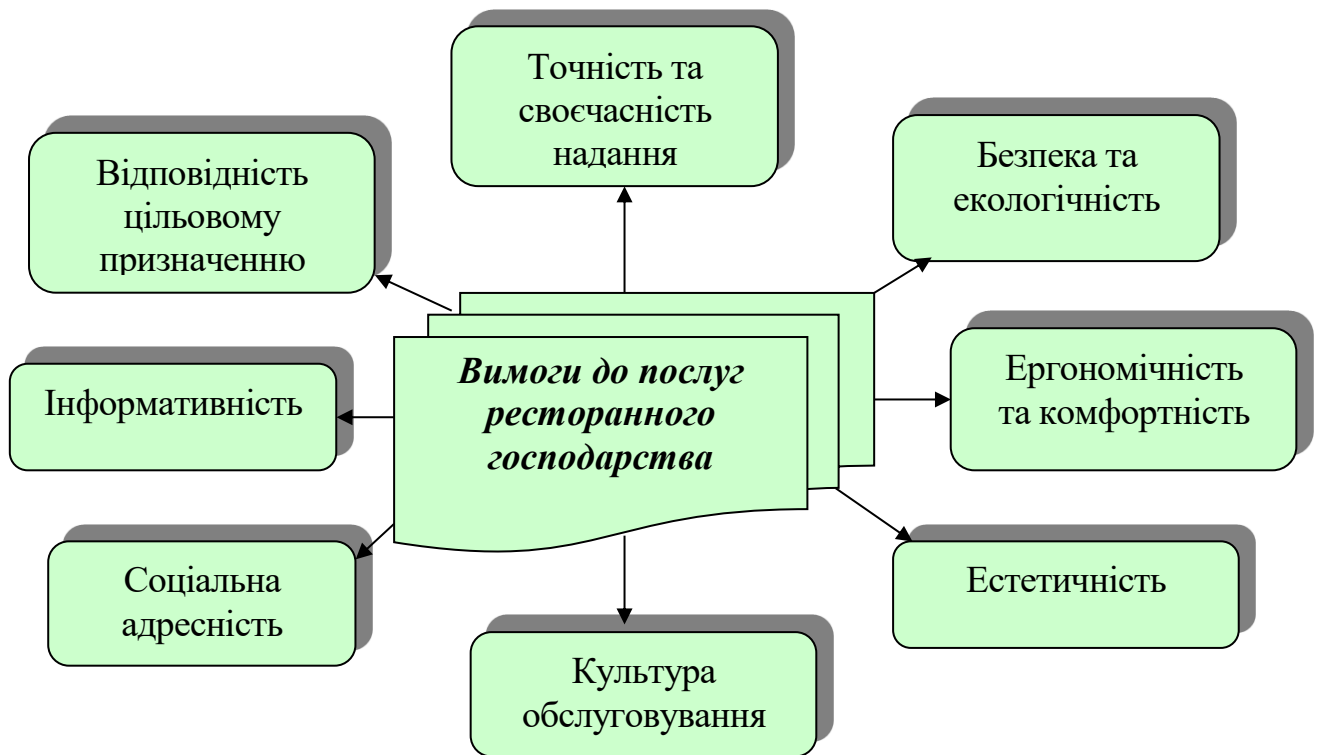 Точність та
своєчасність
надання
Безпека та
екологічність
Відповідність
цільовому
призначенню
Вимоги до послуг
ресторанного
господарства
Ергономічність
та комфортність
Інформативність
Соціальна
адресність
Естетичність
Культура
обслуговування